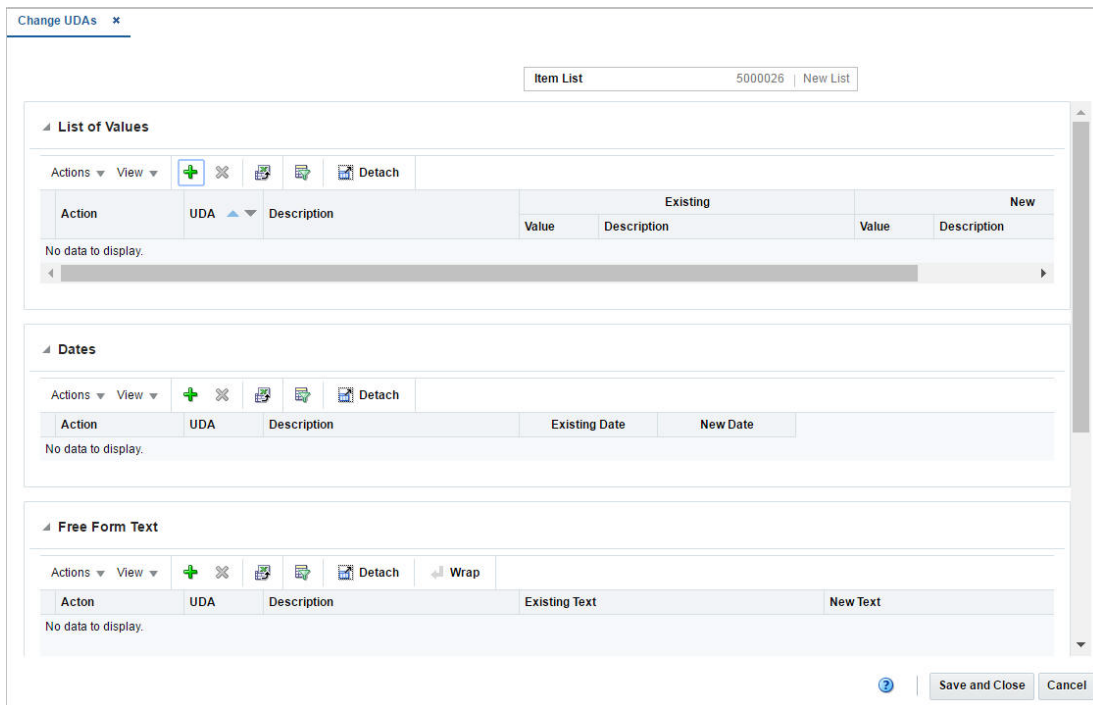 Change UDAs ×
Item List 5000026 | New List
List of Values
Actions View Detach
Existing New
Action UDA Description
Value Description Value Description
No data to display.
Dates
Actions View Detach
Action UDA Description Existing Date New Date
No data to display.
Free Form Text
Actions View Detach Wrap
Acton UDA Description Existing Text New Text
No data to display.
? Save and Close Cancel